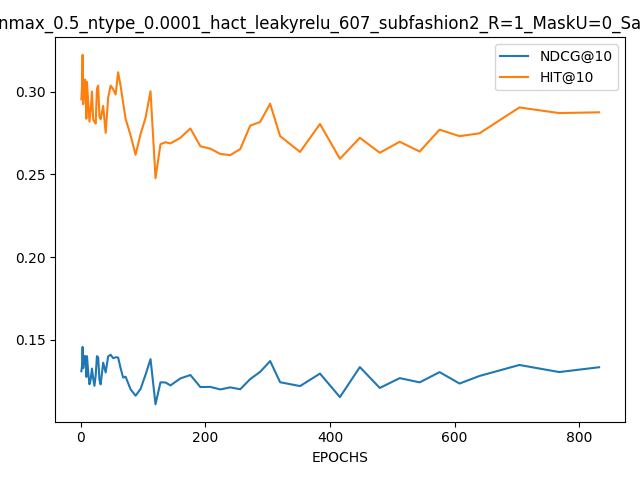 nmax_0.5_ntype_0.0001_hact_leakyrelu_607_subfashion2_R=1_MaskU=0_Sa
NDCG@10
HIT@10
0.30
0.25
0.20
0.15
0 200 400 600 800
EPOCHS